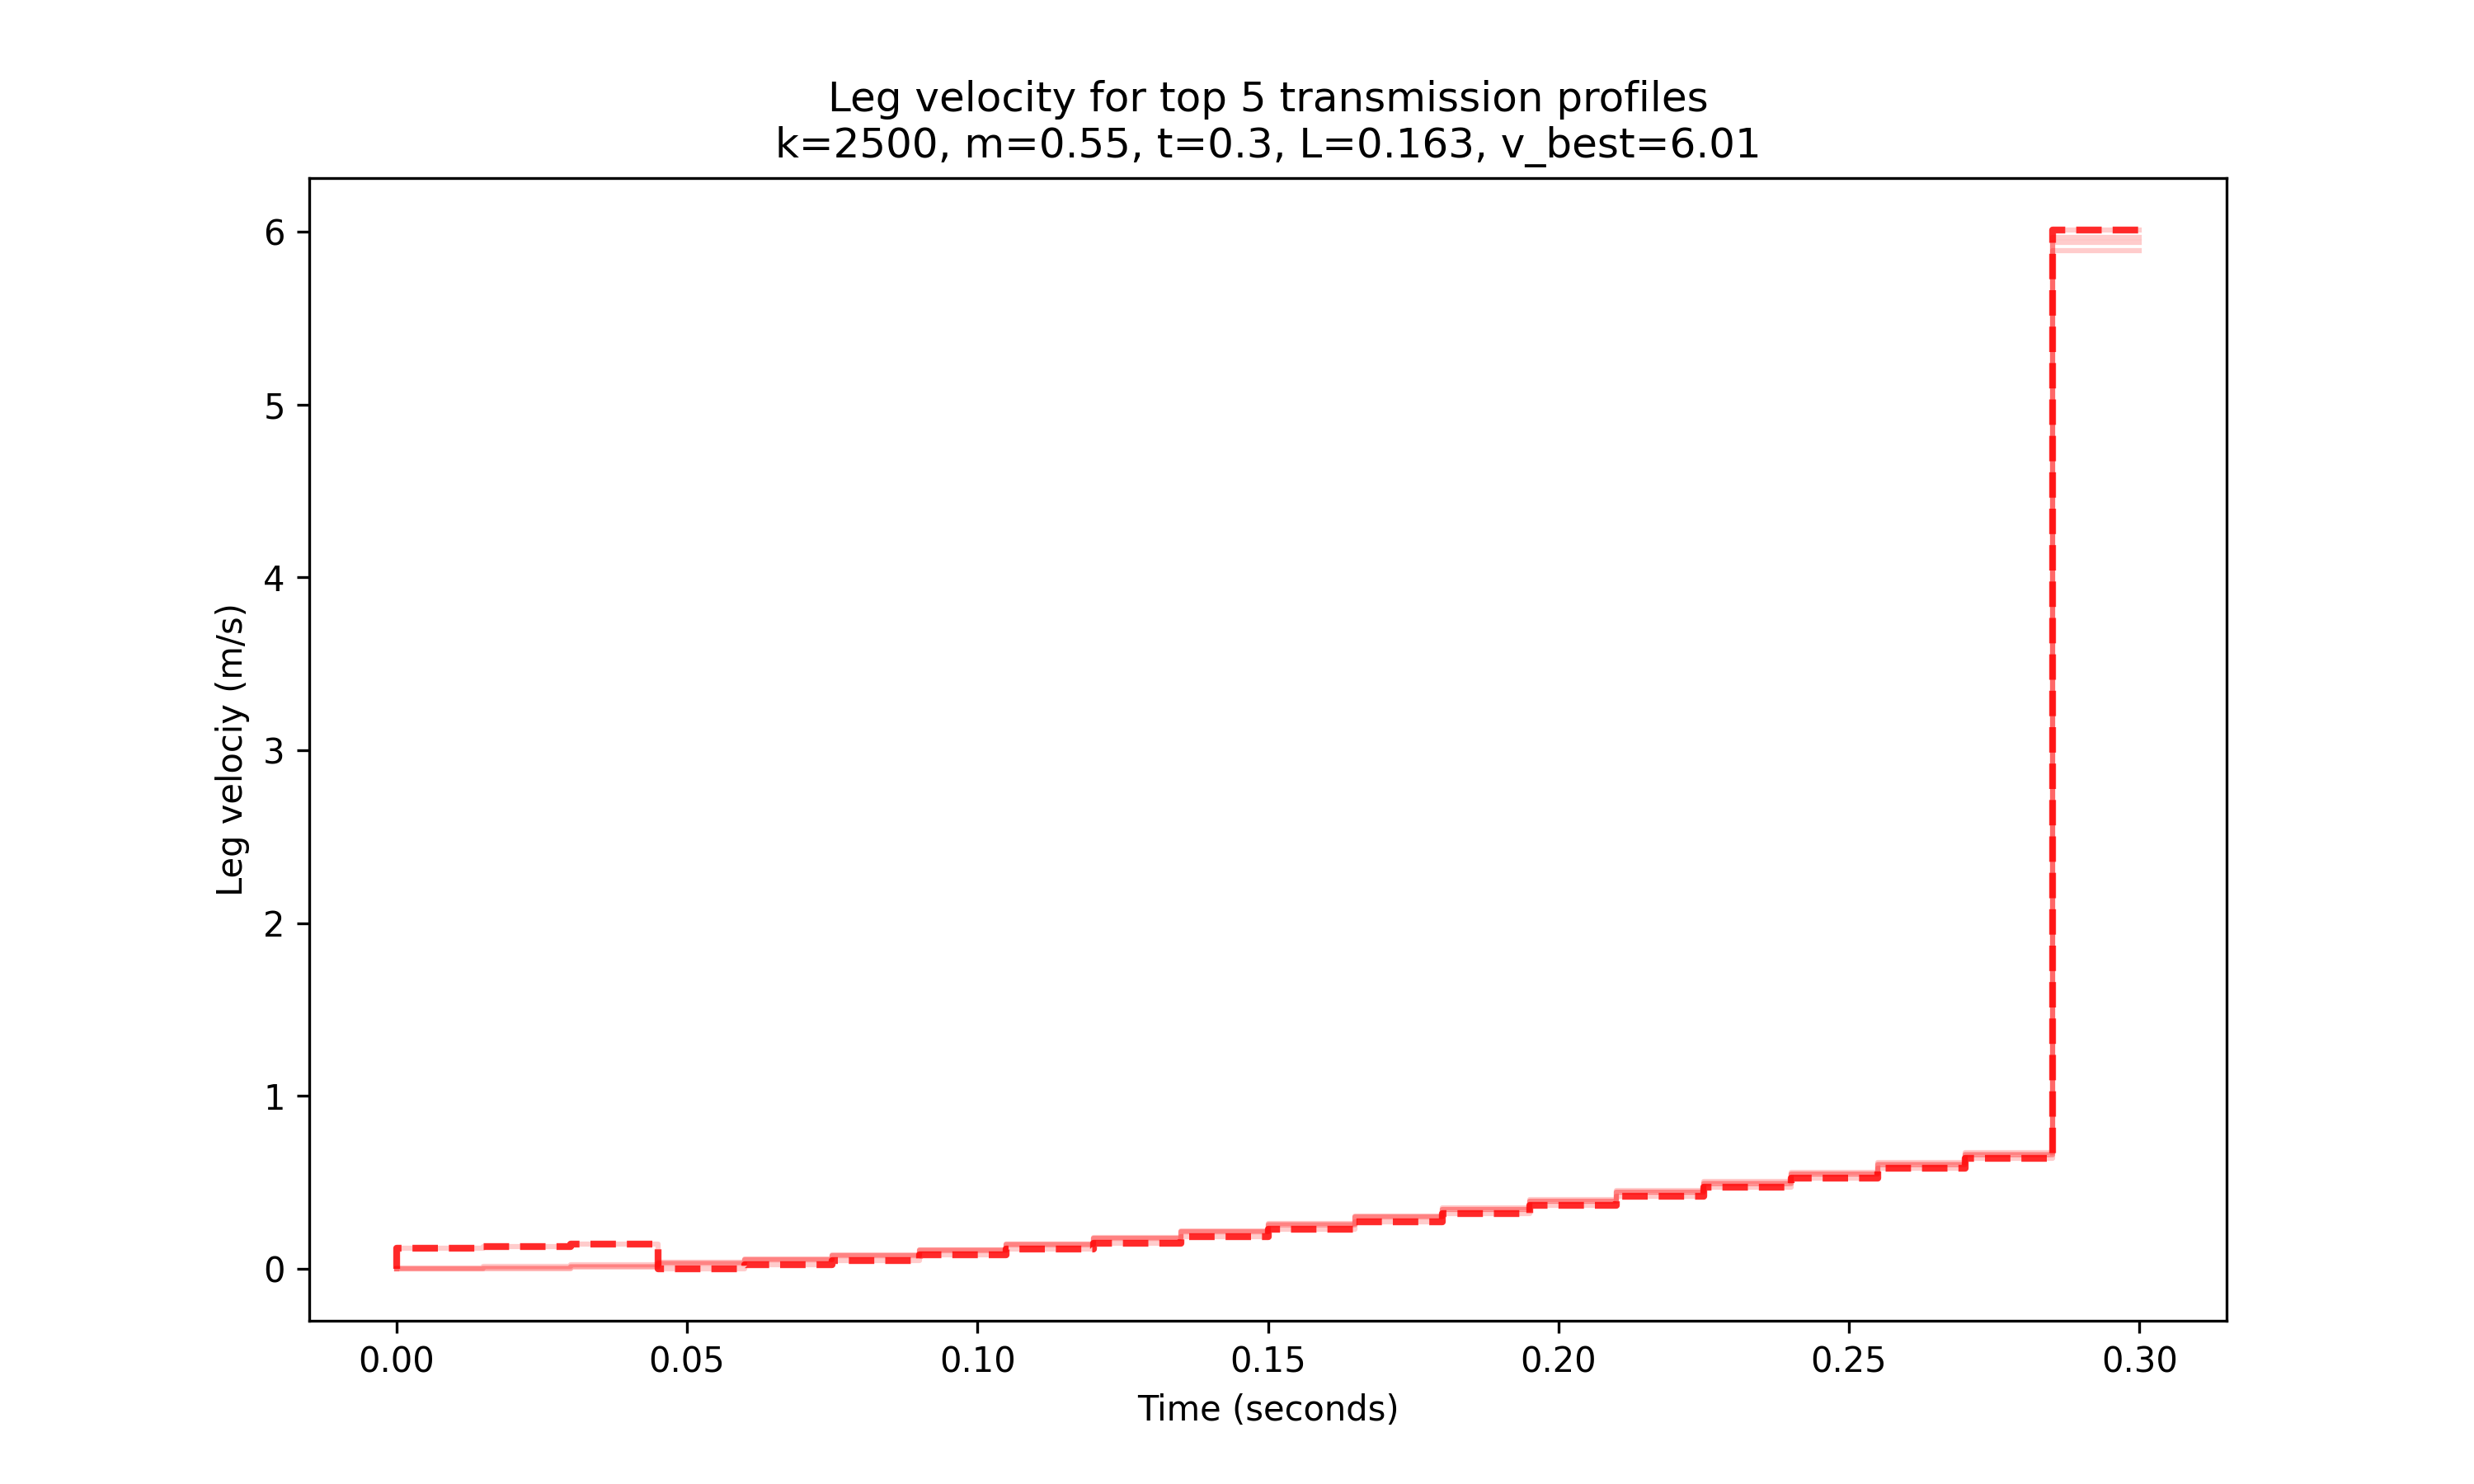 Leg velocity for top 5 transmission profiles
k=2500, m=0.55, t=0.3, L=0.163, v_best=6.01
6
5
4
3
2
1
0
Leg velociy (m/s)
0.00 0.05 0.10 0.15 0.20 0.25 0.30
Time (seconds)